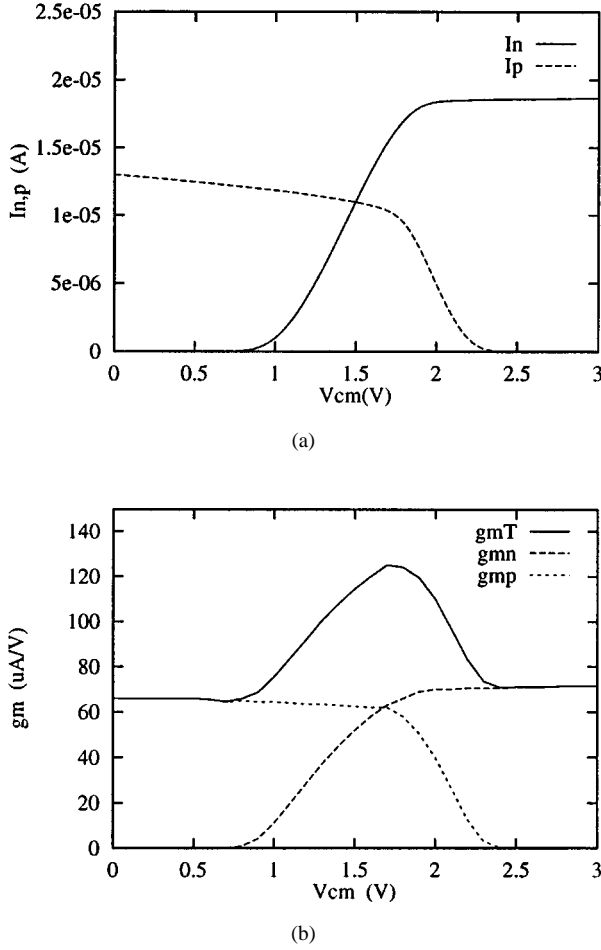 2.5e-05
2e-05
1.5e-05
1e-05
5e-06
0
In,p (A)
In
Ip
0 0.5 1 1.5 2 2.5 3
Vcm(V)
(a)
140
120
100
80
60
40
20
0
gm (uA/V)
gmT
gmn
gmp
0 0.5 1 1.5 2 2.5 3
Vcm (V)
(b)